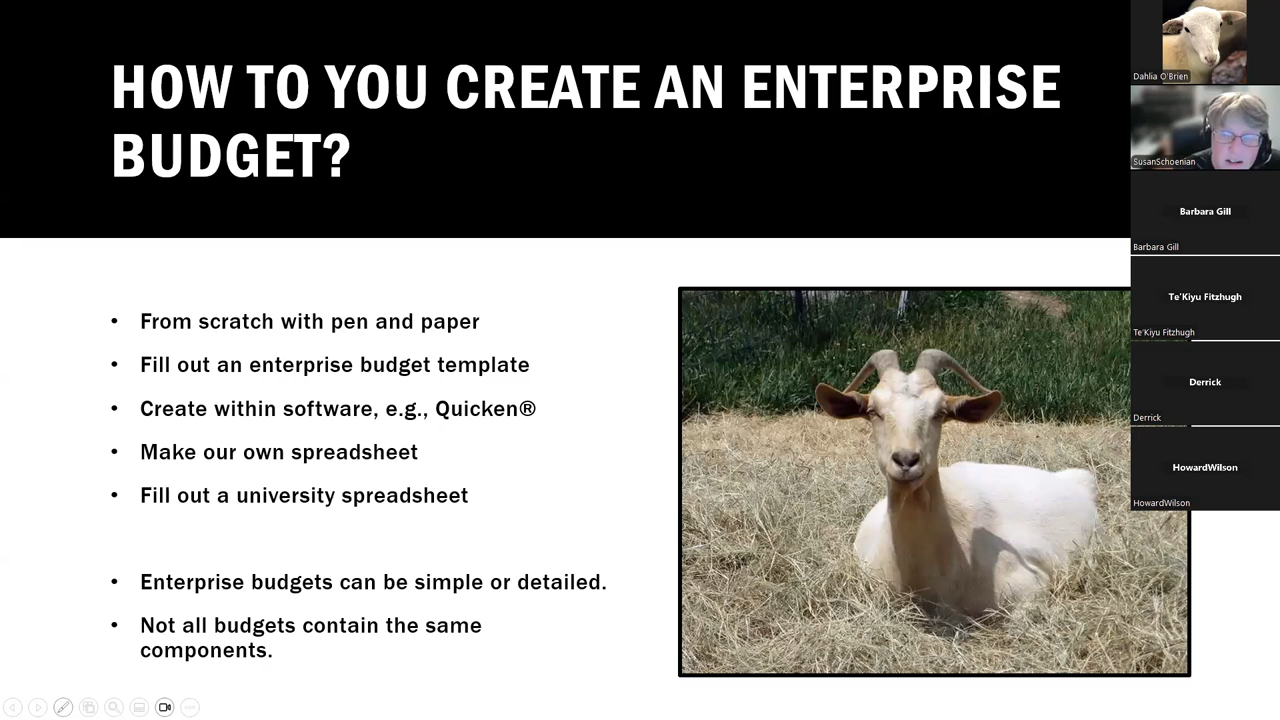 HOW TO YOU CREATE AN ENTERPRISE
BUDGET?
• From scratch with pen and paper
• Fill out an enterprise budget template
• Create within software, e.g., Quicken®
• Make our own spreadsheet
• Fill out a university spreadsheet
• Enterprise budgets can be simple or detailed.
• Not all budgets contain the same
components.
Dahlia O'Brien
SusanSchoenian
Barbara Gill
Barbara Gill
Te'Kiyu Fitzhugh
Te'Kiyu Fitzhugh
Derrick
Derrick
HowardWilson
HowardWilson